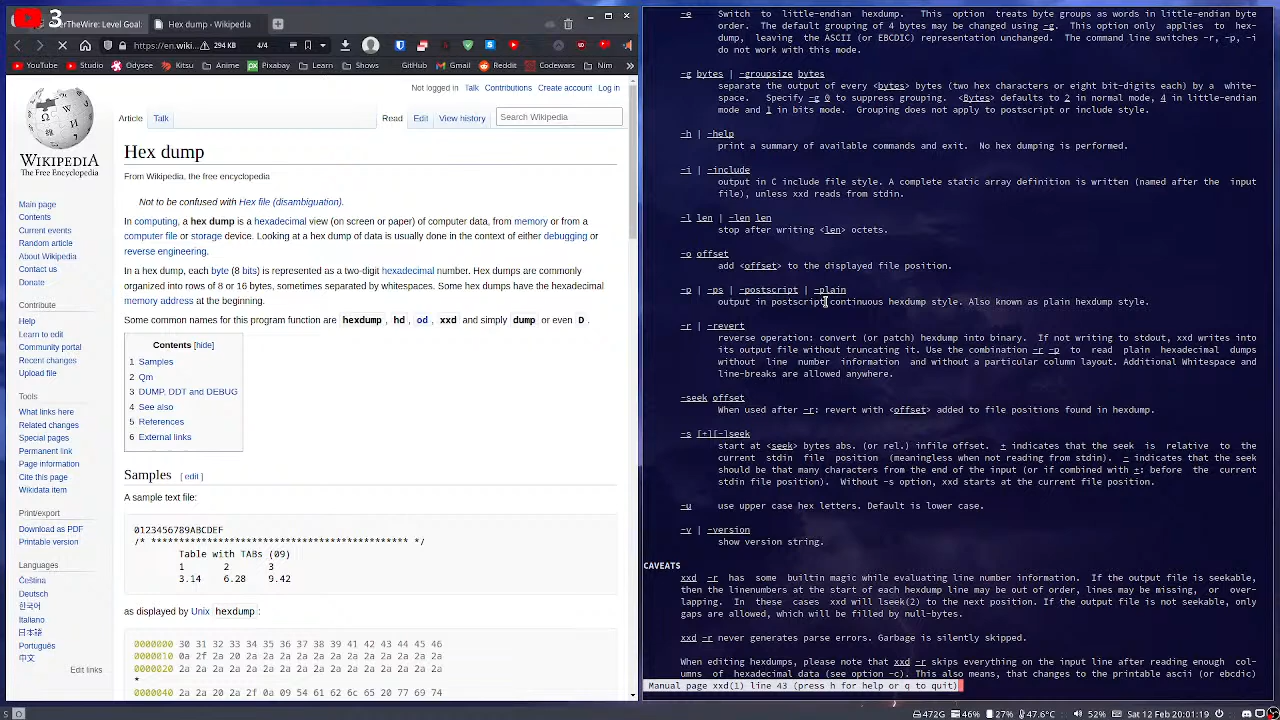 3
erTheWire: Level Goal:
Hex dump - Wikipedia
https://en.wiki...
294 KB
4/4
YouTube
Studio
Odysee
Kitsu
Anime
Pixabay
Learn
Shows
GitHub
Gmail
Reddit
Codewars
Nim
Not logged in Talk Contributions Create account Log in
Article Talk Read Edit View history
Search Wikipedia
WIKIPEDIA
The Free Encyclopedia
Main page
Contents
Current events
Random article
About Wikipedia
Contact us
Donate
Contribute
Help
Learn to edit
Community portal
Recent changes
Upload file
Tools
What links here
Related changes
Special pages
Permanent link
Page information
Cite this page
Wikidata item
Print/export
Download as PDF
Printable version
Languages
Čeština
Deutsch
한국어
Italiano
日本語
Português
中文
Edit links
Hex dump
From Wikipedia, the free encyclopedia
Not to be confused with Hex file (disambiguation).
In computing, a hex dump is a hexadecimal view (on screen or paper) of computer data, from memory or from a
computer file or storage device. Looking at a hex dump of data is usually done in the context of either debugging or
reverse engineering.
In a hex dump, each byte (8 bits) is represented as a two-digit hexadecimal number. Hex dumps are commonly
organized into rows of 8 or 16 bytes, sometimes separated by whitespaces. Some hex dumps have the hexadecimal
memory address at the beginning.
Some common names for this program function are hexdump, hd, od, xxd and simply dump or even D.
Contents [hide]
1 Samples
2 Qm
3 DUMP, DDT and DEBUG
4 See also
5 References
6 External links
Samples [ edit ]
A sample text file:
0123456789ABCDEF
/* ******************************************** */
Table with TABs (09)
1 2 3
3.14 6.28 9.42
as displayed by Unix hexdump :
0000000 30 31 32 33 34 35 36 37 38 39 41 42 43 44 45 46
0000010 0a 2f 2a 20 2a 2a 2a 2a 2a 2a 2a 2a 2a 2a 2a 2a
0000020 2a 2a 2a 2a 2a 2a 2a 2a 2a 2a 2a 2a 2a 2a 2a 2a
*
0000040 2a 2a 20 2a 2f 0a 09 54 61 62 6c 65 20 77 69 74
-e Switch to little-endian hexdump. This option treats byte groups as words in little-endian byte
order. The default grouping of 4 bytes may be changed using -g. This option only applies to hex‐
dump, leaving the ASCII (or EBCDIC) representation unchanged. The command line switches -r, -p, -i
do not work with this mode.
-g bytes | -groupsize bytes
separate the output of every <bytes> bytes (two hex characters or eight bit-digits each) by a white‐
space. Specify -g 0 to suppress grouping. <Bytes> defaults to 2 in normal mode, 4 in little-endian
mode and 1 in bits mode. Grouping does not apply to postscript or include style.
-h | -help
print a summary of available commands and exit. No hex dumping is performed.
-i | -include
output in C include file style. A complete static array definition is written (named after the input
file), unless xxd reads from stdin.
-l len | -len len
stop after writing <len> octets.
-o offset
add <offset> to the displayed file position.
-p | -ps | -postscript | -plain
output in postscript continuous hexdump style. Also known as plain hexdump style.
-r | -revert
reverse operation: convert (or patch) hexdump into binary. If not writing to stdout, xxd writes into
its output file without truncating it. Use the combination -r -p to read plain hexadecimal dumps
without line number information and without a particular column layout. Additional Whitespace and
line-breaks are allowed anywhere.
-seek offset
When used after -r: revert with <offset> added to file positions found in hexdump.
-s [+][-]seek
start at <seek> bytes abs. (or rel.) infile offset. + indicates that the seek is relative to the
current stdin file position (meaningless when not reading from stdin). - indicates that the seek
should be that many characters from the end of the input (or if combined with +: before the current
stdin file position). Without -s option, xxd starts at the current file position.
-u use upper case hex letters. Default is lower case.
-v | -version
show version string.
CAVEATS
xxd -r has some builtin magic while evaluating line number information. If the output file is seekable,
then the linenumbers at the start of each hexdump line may be out of order, lines may be missing, or over‐
lapping. In these cases xxd will lseek(2) to the next position. If the output file is not seekable, only
gaps are allowed, which will be filled by null-bytes.
xxd -r never generates parse errors. Garbage is silently skipped.
When editing hexdumps, please note that xxd -r skips everything on the input line after reading enough col‐
umns of hexadecimal data (see option -c). This also means, that changes to the printable ascii (or ebcdic)
Manual page xxd(1) line 43 (press h for help or q to quit)
S
472G 46% 27% 47.6°C 52% Sat 12 Feb 20:01:19